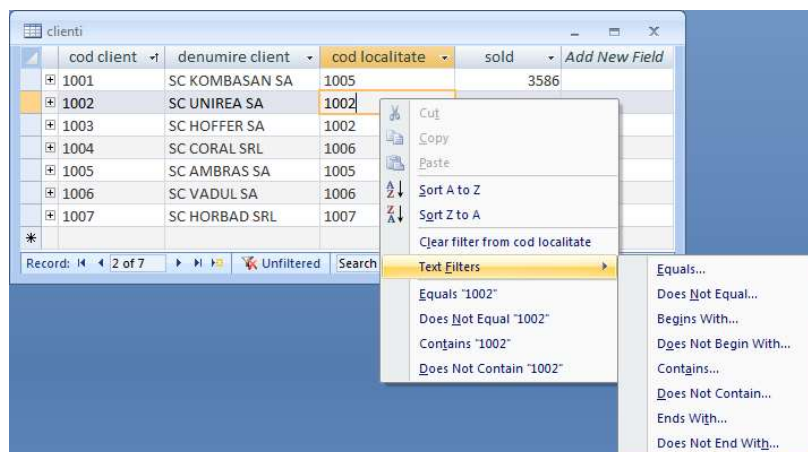 clienti
cod client denumire client cod localitate sold Add New Field
1001 SC KOMBASAN SA 1005 3586
1002 SC UNIREA SA 1002
1003 SC HOFFER SA 1002
1004 SC CORAL SRL 1006
1005 SC AMBRAS SA 1005
1006 SC VADUL SA 1006
1007 SC HORBAD SRL 1007
Record: 2 of 7 Unfiltered Search
Cut
Copy
Paste
Sort A to Z
Sort Z to A
Clear filter from cod localitate
Text Filters
Equals "1002"
Does Not Equal "1002"
Contains "1002"
Does Not Contain "1002"
Equals...
Does Not Equal...
Begins With...
Does Not Begin With...
Contains...
Does Not Contain...
Ends With...
Does Not End With...